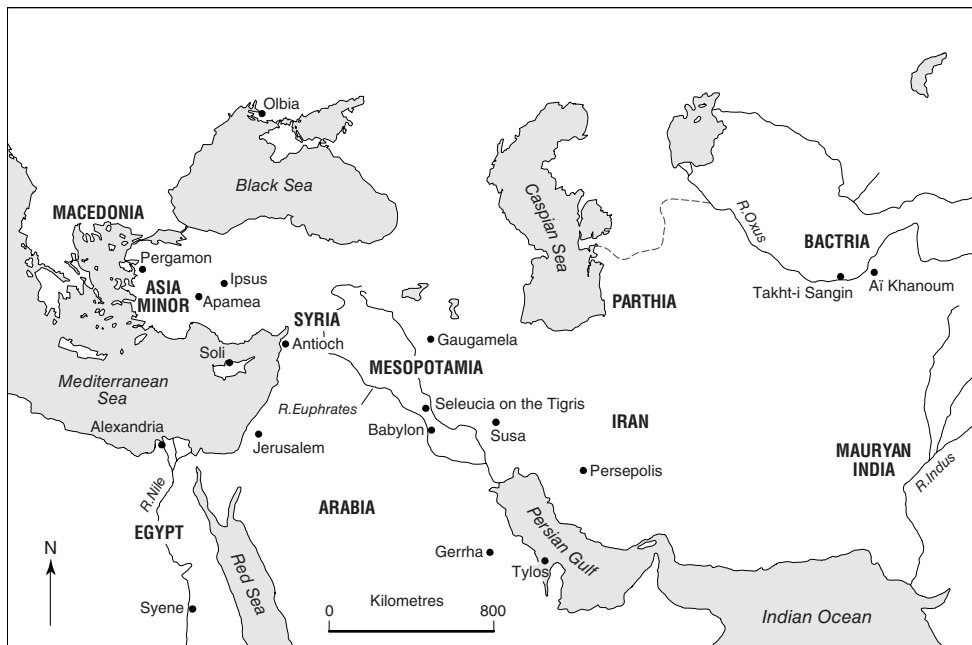 Olbia
Black Sea
MACEDONIA
Caspian Sea
R.Oxus
BACTRIA
Pergamon
Ipsus
ASIA
MINOR
Apamea
Takht-i Sangin
Aï Khanoum
PARTHIA
SYRIA
Antioch
Gaugamela
Soli
MESOPOTAMIA
Mediterranean
Sea
R.Euphrates
Seleucia on the Tigris
Alexandria
Jerusalem
Babylon
Susa
IRAN
MAURYAN
INDIA
R.Indus
Persepolis
R.Nile
ARABIA
EGYPT
Persian Gulf
N
Gerrha
Tylos
Red Sea
Syene
Kilometres
0
800
Indian Ocean